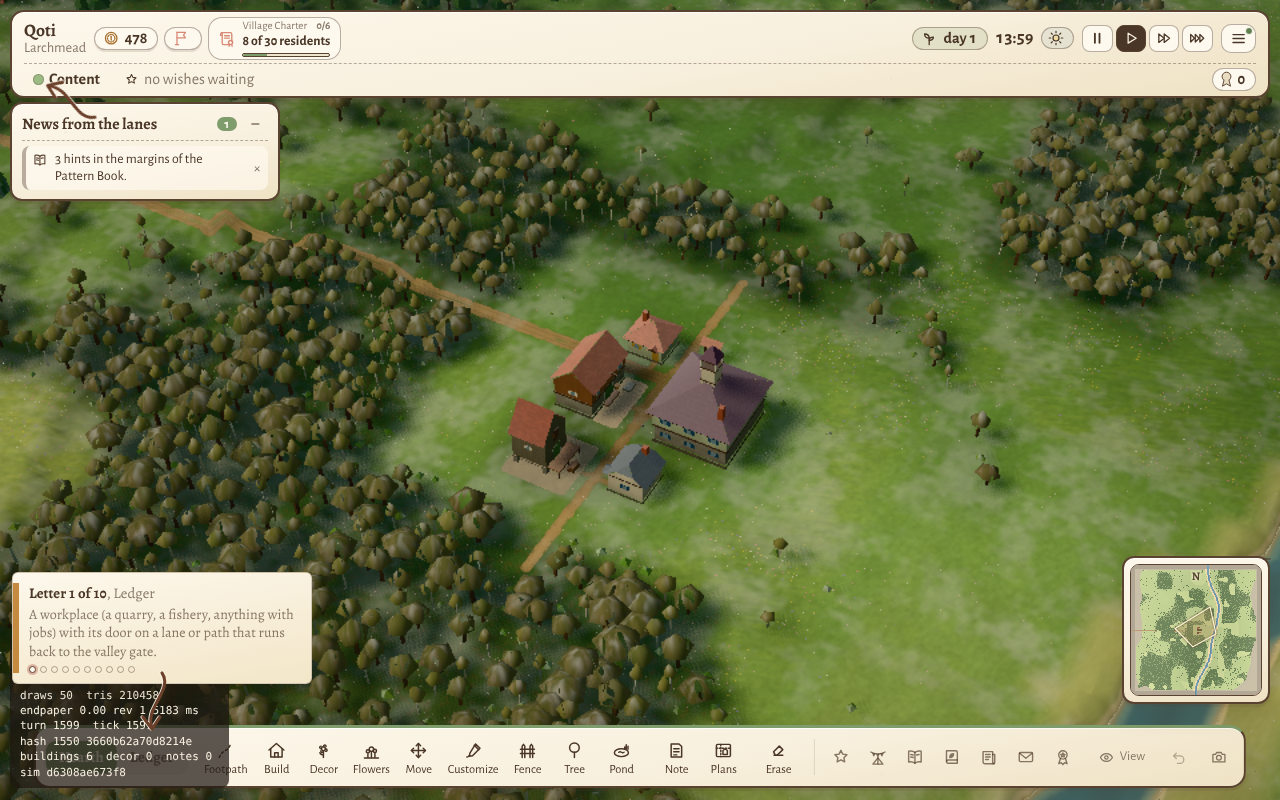 Qoti
Larchmead
478
Village Charter 0/6
8 of 30 residents
day 1
13:59
Content
no wishes waiting
0
News from the lanes
1
3 hints in the margins of the
Pattern Book.
N
Letter 1 of 10, Ledger
A workplace (a quarry, a fishery, anything with
jobs) with its door on a lane or path that runs
back to the valley gate.
draws 50 tris 210458
endpaper 0.00 rev ms
turn 1599 tick
hash 1550 3660b62a70d8214e
buildings 6 decor 0 notes 0
sim d6308ae673f8
Footpath
Build
Decor
Flowers
Move
Customize
Fence
Tree
Pond
Note
Plans
Erase
View